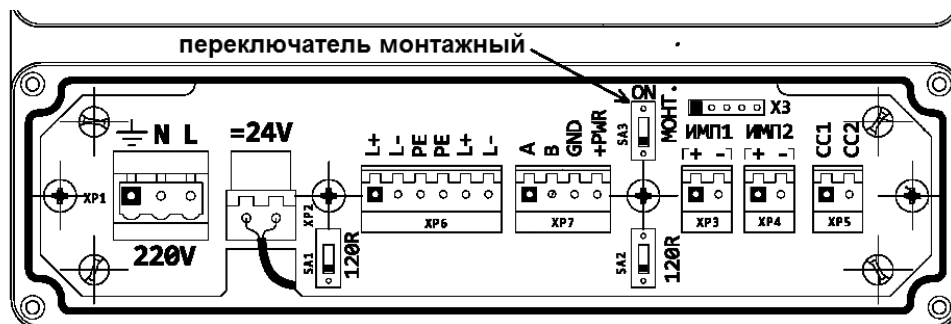 переключатель монтажный
ON
X3
N L
=24V
L+
L-
PE
PE
L+
L-
A
B
GND
+PWR
SA3
МОНТ.
ИМП1
ИМП2
+ -
+ -
CC1
CC2
XP1
XP2
XP6
XP7
XP3
XP4
XP5
220V
SA1
120R
SA2
120R